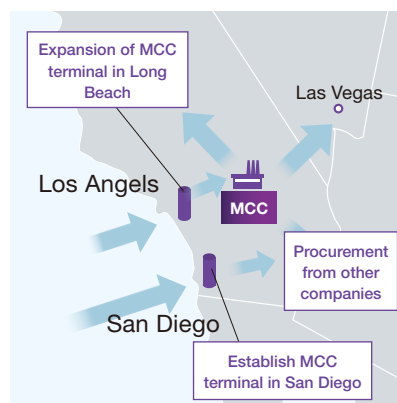 Expansion of MCC
terminal in Long
Beach
Las Vegas
Los Angels
MCC
Procurement
from other
companies
San Diego
Establish MCC
terminal in San Diego